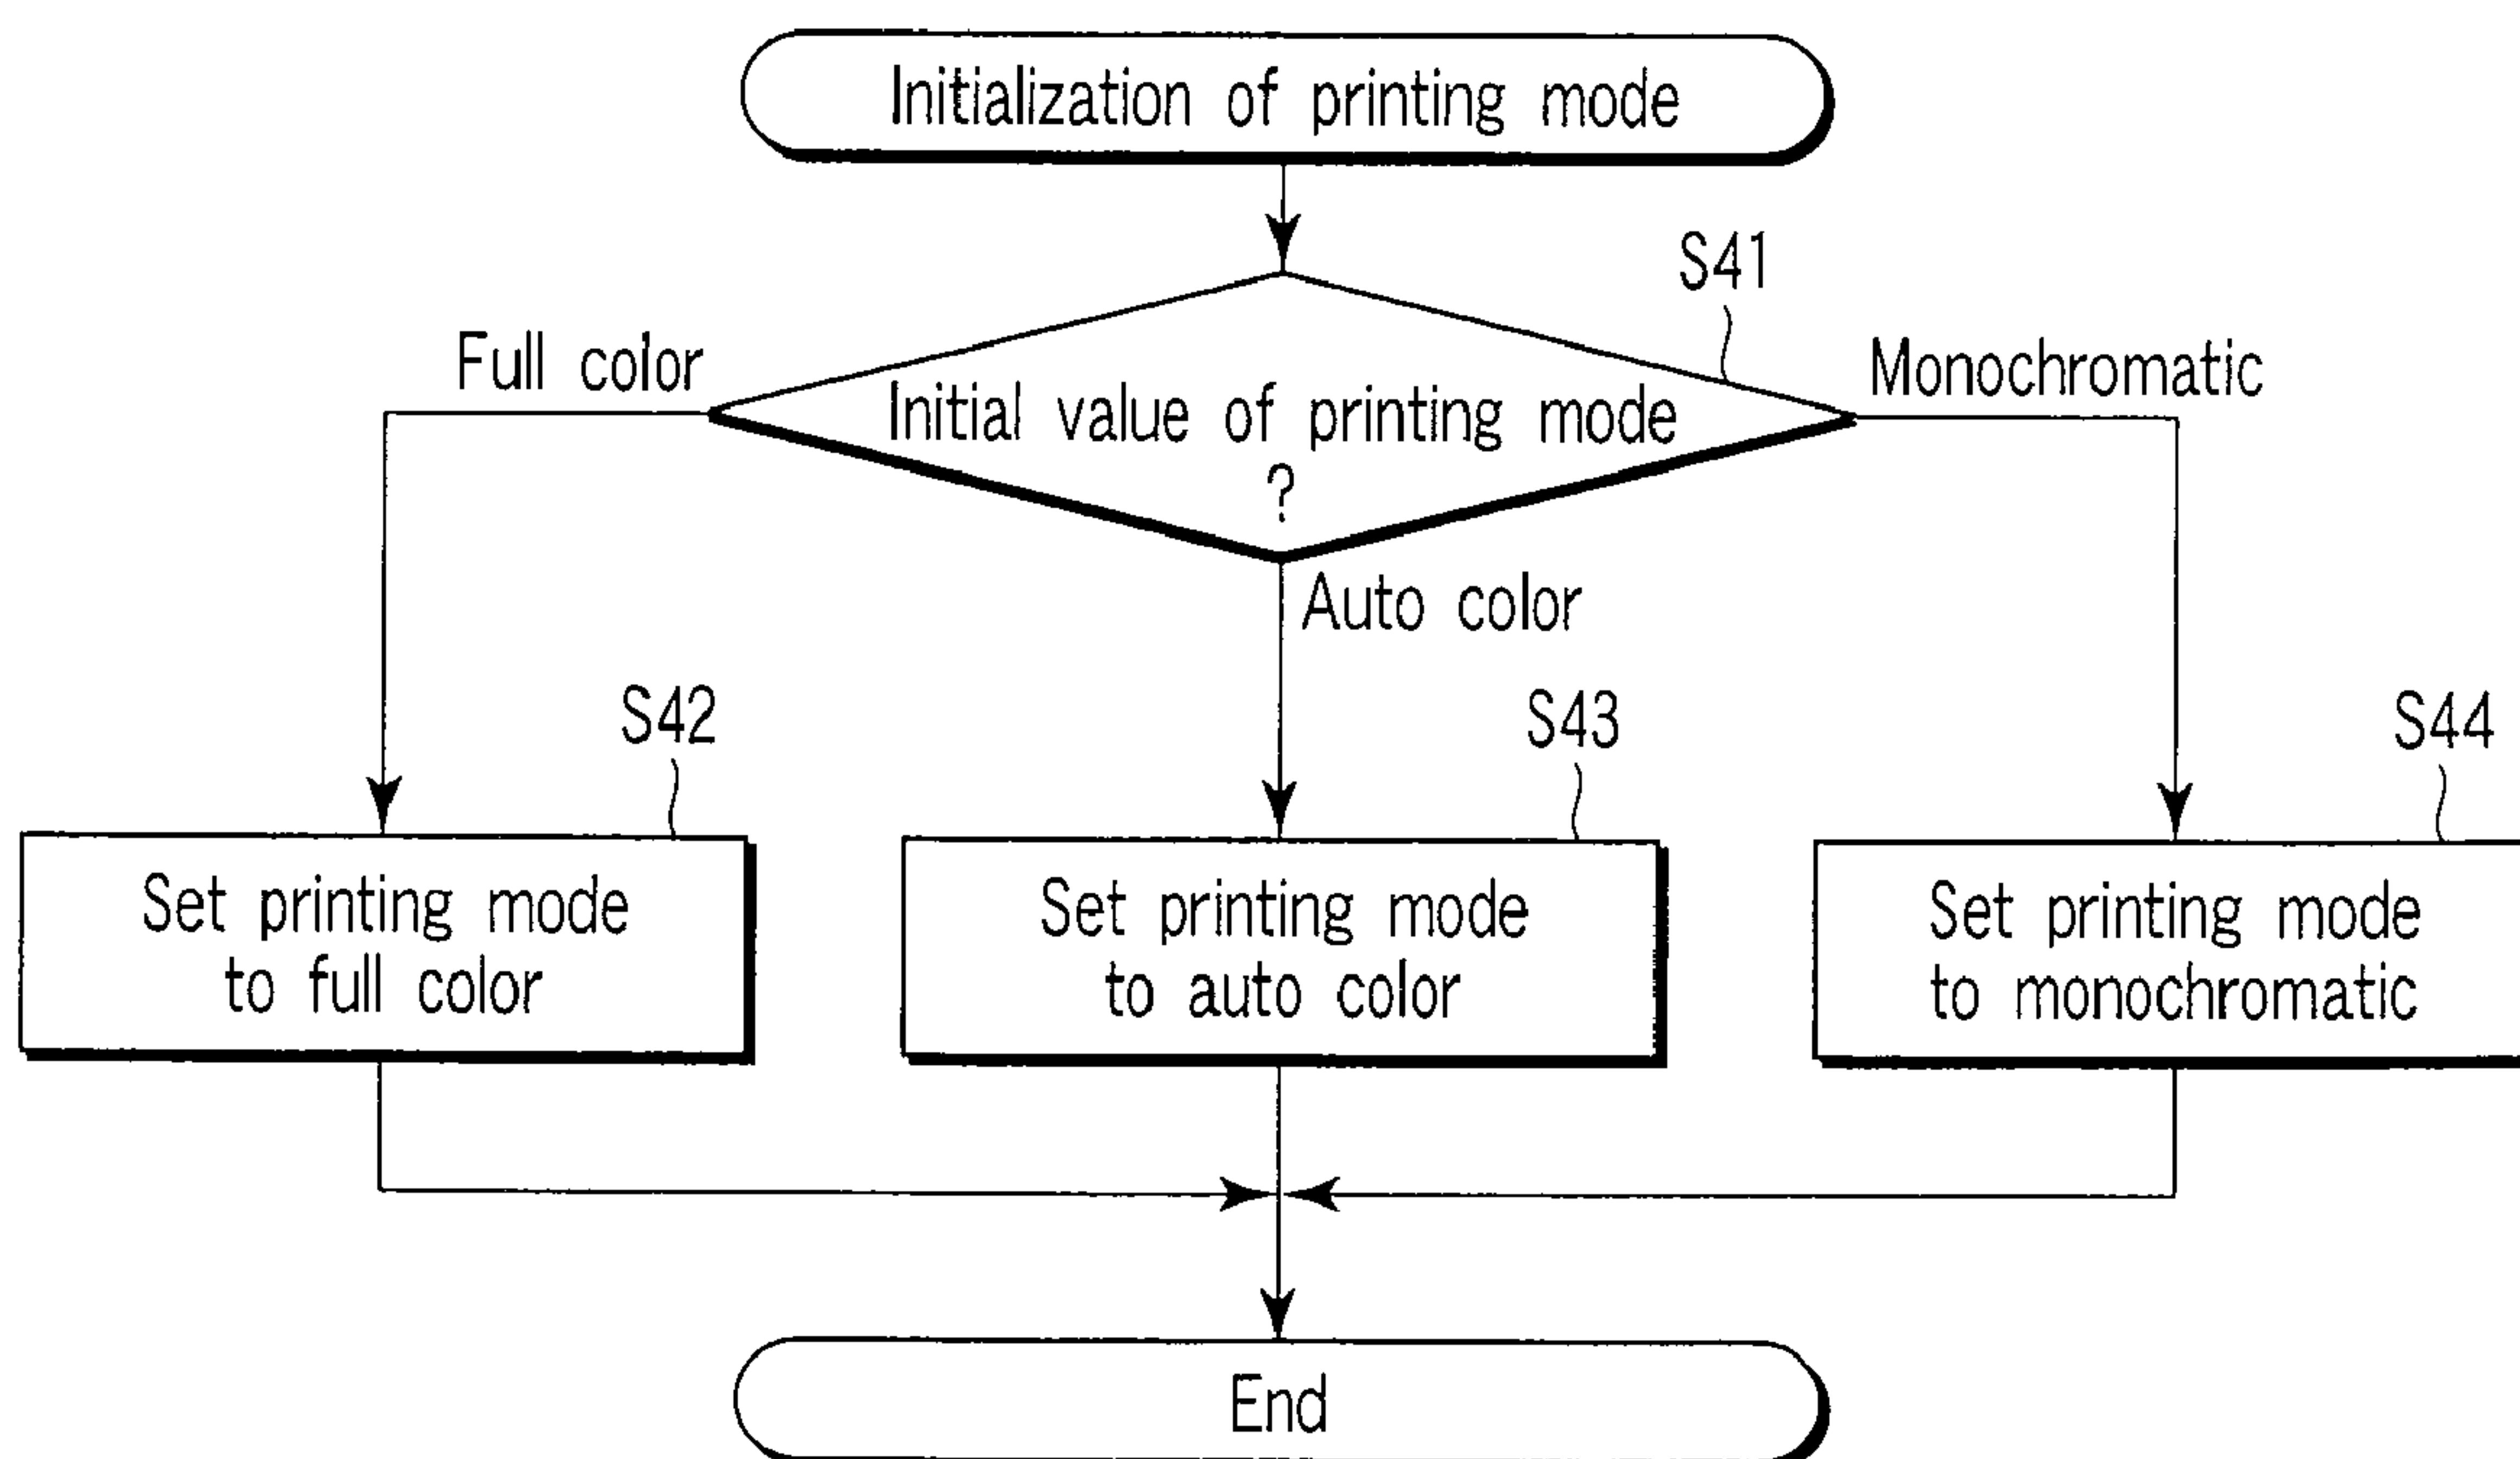 Initialization of printing mode
S41
Full color
Monochromatic
Initial value of printing mode
?
Auto color
S42
S43
S44
Set printing mode
to full color
Set printing mode
to auto color
Set printing mode
to monochromatic
End